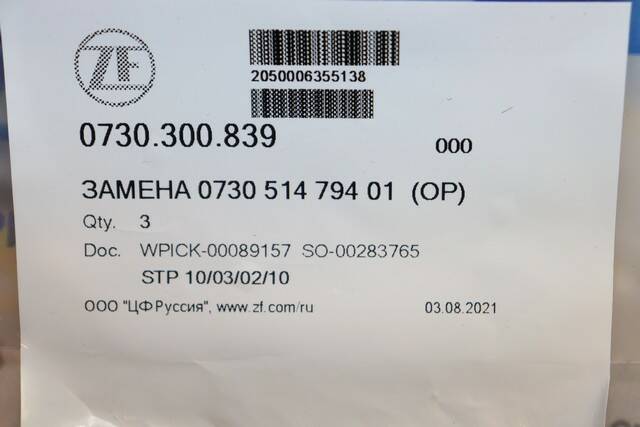 ZF
2050006355138
0730.300.839 000
ЗАМЕНА 0730 514 794 01 (OP)
Qty. 3
Doc. WPICK-00089157 SO-00283765
STP 10/03/02/10
ООО "ЦФ Руссия", www.zf.com/ru 03.08.2021